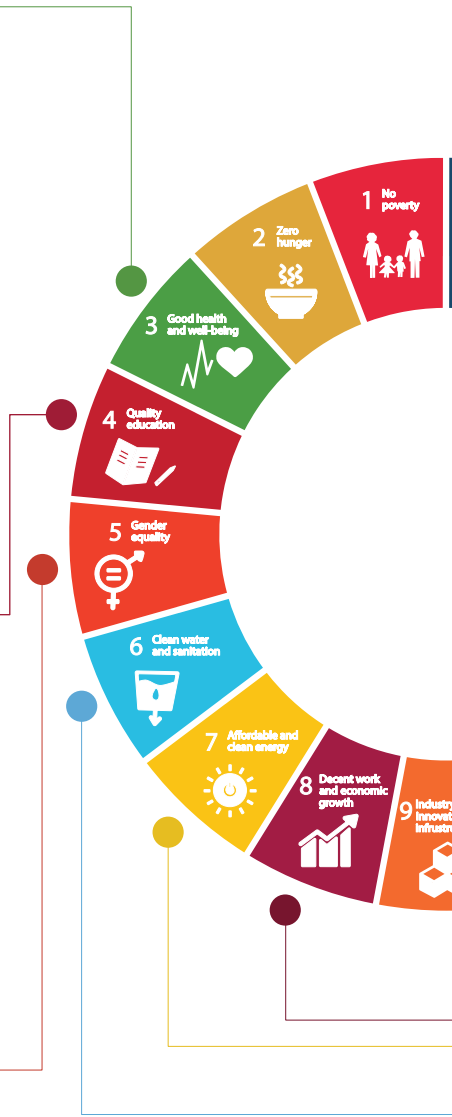 1 No
poverty
2 Zero
hunger
3 Good health
and well-being
4 Quality
education
5 Gender
equality
6 Clean water
and sanitation
7 Affordable and
clean energy
8 Decent work
and economic
growth
9 Industry